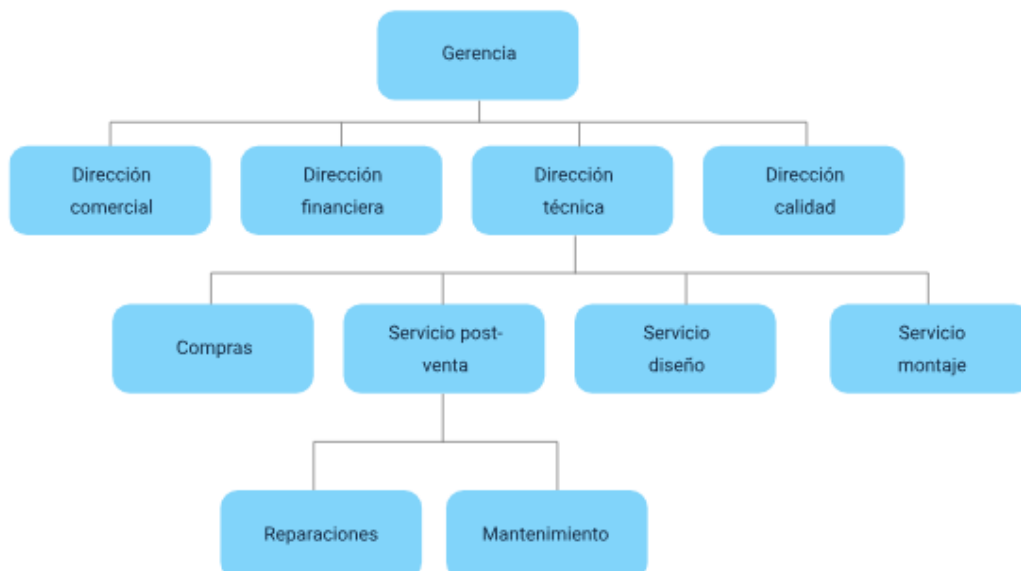 Gerencia
Dirección
comercial
Dirección
financiera
Dirección
técnica
Dirección
calidad
Compras
Servicio post-
venta
Servicio
diseño
Servicio
montaje
Reparaciones
Mantenimiento